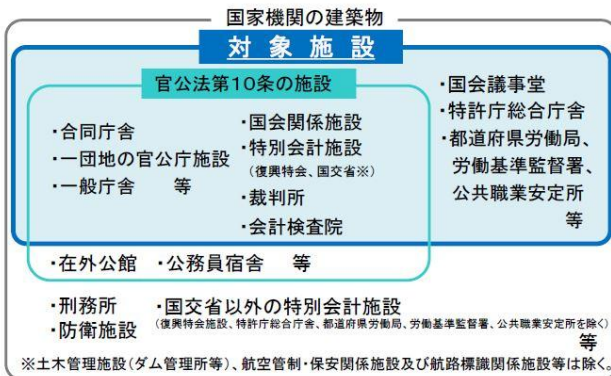 国家機関の建築物
対象施設
官公法第10条の施設
・合同庁舎
・一団地の官公庁施設
・一般庁舎 等
・国会関係施設
・特別会計施設
(復興特会、国交省※)
・裁判所
・会計検査院
・国会議事堂
・特許庁総合庁舎
・都道府県労働局、
労働基準監督署、
公共職業安定所
等
・在外公館 ・公務員宿舎 等
・刑務所
・防衛施設
・国交省以外の特別会計施設
(復興特会施設、特許庁総合庁舎、都道府県労働局、労働基準監督署、公共職業安定所を除く)
等
※土木管理施設(ダム管理所等)、航空管制・保安関係施設及び航路標識関係施設等は除く。